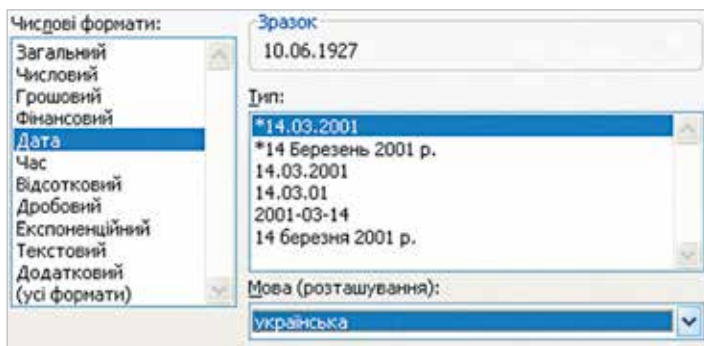 Числові формати:
Загальний
Числовий
Грошовий
Фінансовий
Дата
Час
Відсотковий
Дробовий
Експоненційний
Текстовий
Додатковий
(усі формати)
Зразок
10.06.1927
Тип:
*14.03.2001
*14 Березень 2001 р.
14.03.2001
14.03.01
2001-03-14
14 березня 2001 р.
Мова (розташування):
українська